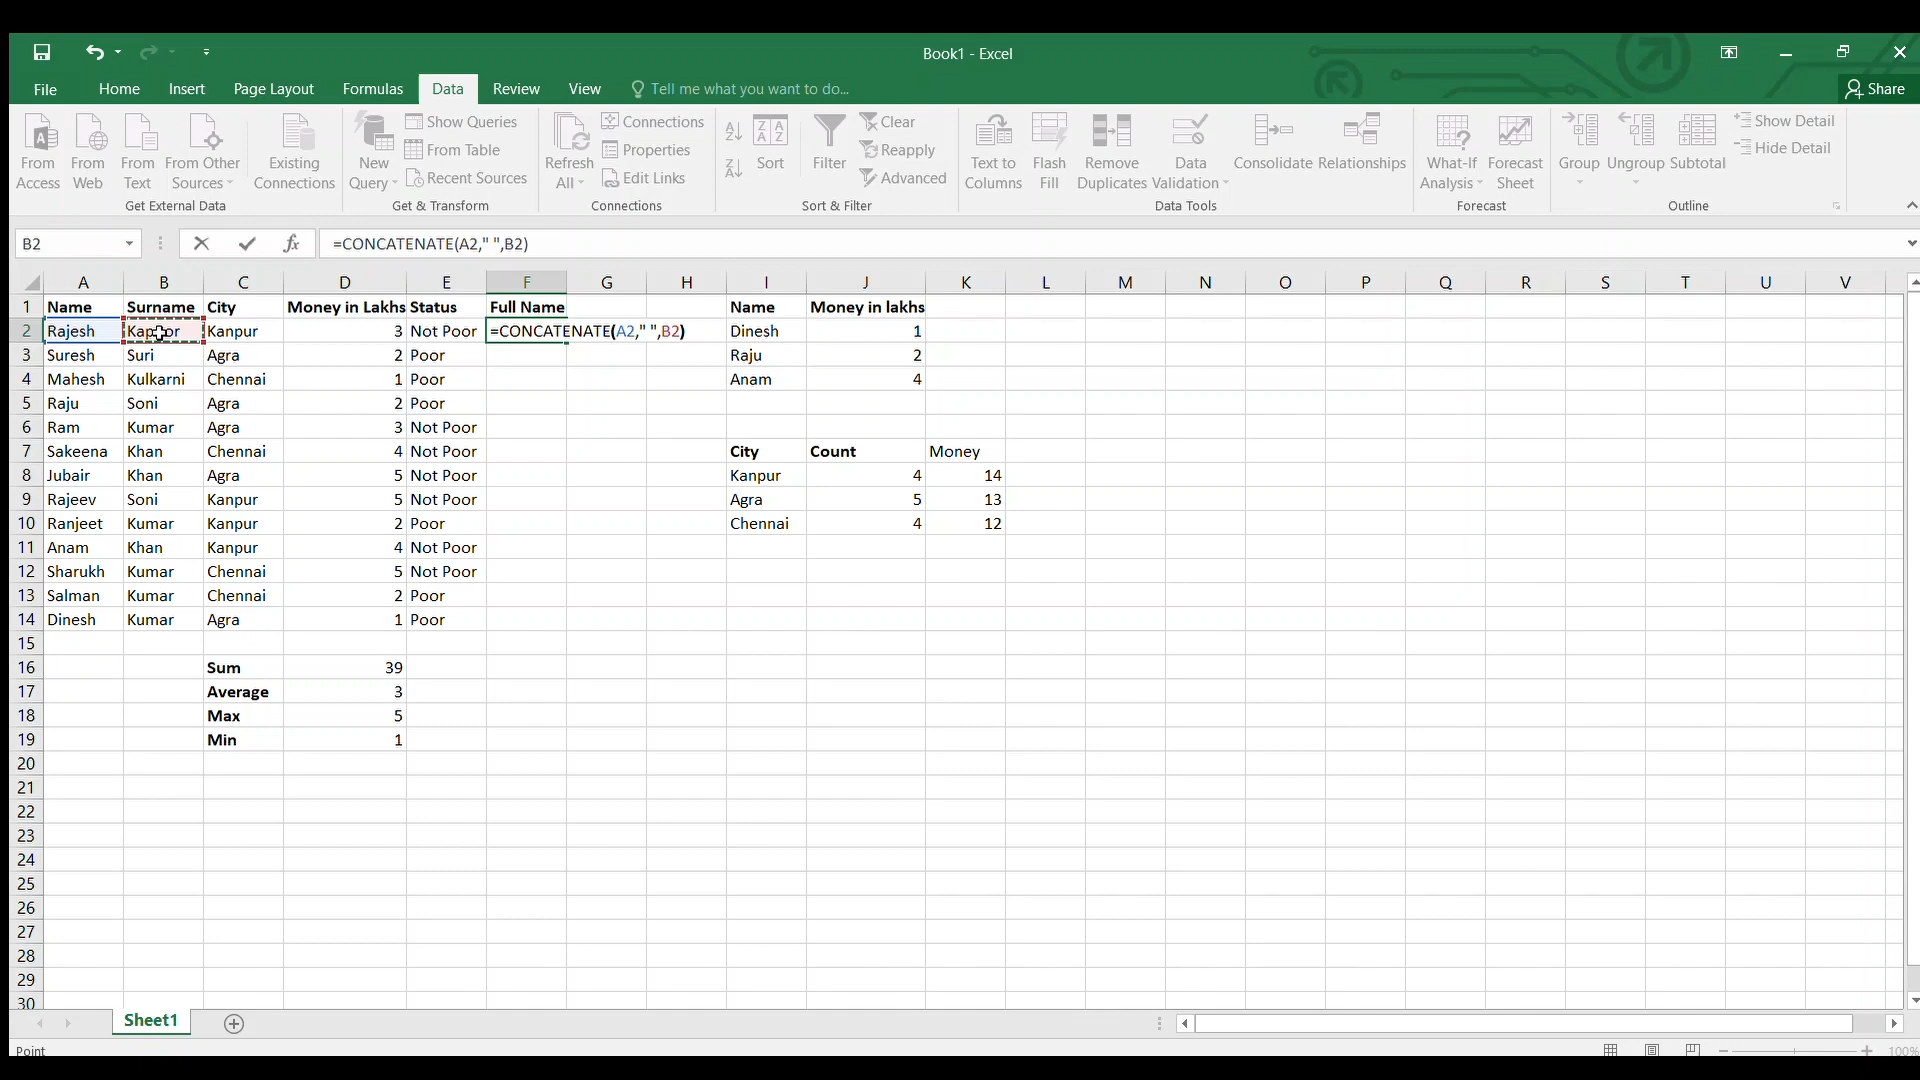 Book1 - Excel
File Home Insert Page Layout Formulas Data Review View Tell me what you want to do... Share
From Access
From Web
From Text
From Other Sources
Existing Connections
Get External Data
New Query
Show Queries
From Table
Recent Sources
Get & Transform
Refresh All
Connections
Properties
Edit Links
Connections
Sort
Filter
Clear
Reapply
Advanced
Sort & Filter
Text to Columns
Flash Fill
Remove Duplicates
Data Validation
Consolidate
Relationships
Data Tools
What-If Analysis
Forecast Sheet
Forecast
Group
Ungroup
Subtotal
Show Detail
Hide Detail
Outline
B2 fx =CONCATENATE(A2," ",B2)
A B C D E F G H I J K L M N O P Q R S T U V
1 Name Surname City Money in Lakhs Status Full Name Name Money in lakhs
2 Rajesh Kapoor Kanpur 3 Not Poor =CONCATENATE(A2," ",B2) Dinesh 1
3 Suresh Suri Agra 2 Poor Raju 2
4 Mahesh Kulkarni Chennai 1 Poor Anam 4
5 Raju Soni Agra 2 Poor
6 Ram Kumar Agra 3 Not Poor
7 Sakeena Khan Chennai 4 Not Poor City Count Money
8 Jubair Khan Agra 5 Not Poor Kanpur 4 14
9 Rajeev Soni Kanpur 5 Not Poor Agra 5 13
10 Ranjeet Kumar Kanpur 2 Poor Chennai 4 12
11 Anam Khan Kanpur 4 Not Poor
12 Sharukh Kumar Chennai 5 Not Poor
13 Salman Kumar Chennai 2 Poor
14 Dinesh Kumar Agra 1 Poor
15
16 Sum 39
17 Average 3
18 Max 5
19 Min 1
20
21
22
23
24
25
26
27
28
29
30
Sheet1
Point 100%